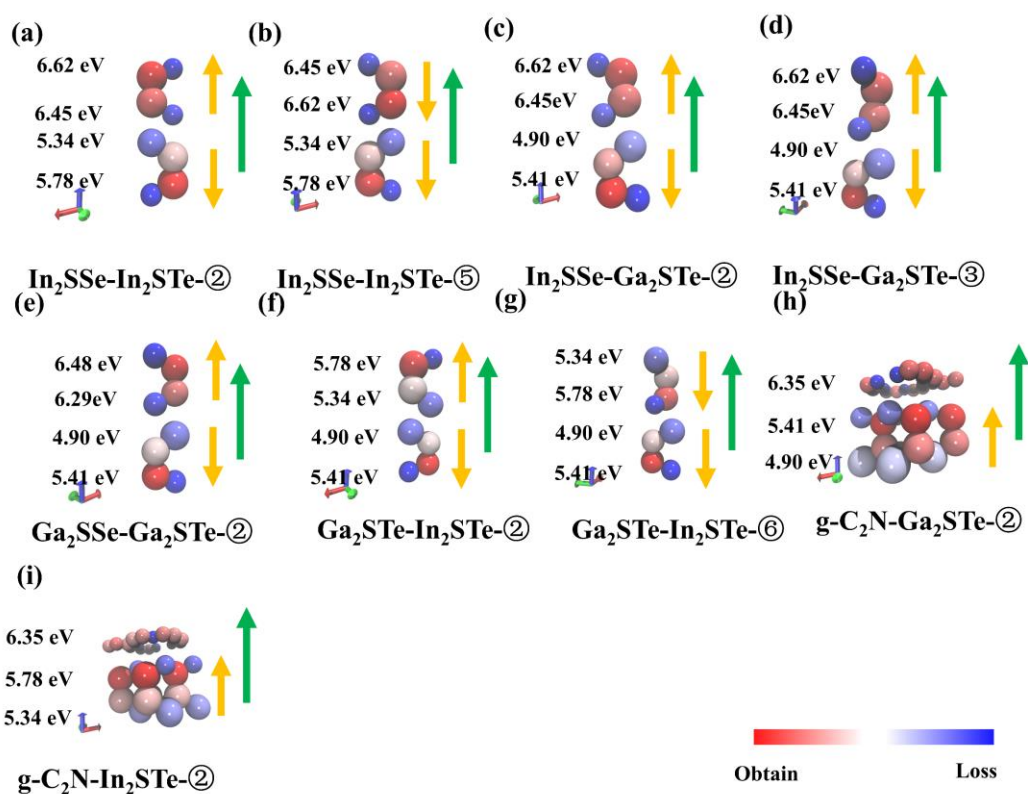 (a)
6.62 eV
6.45 eV
5.34 eV
5.78 eV
In₂SSe-In₂STe-②
(b)
6.45 eV
6.62 eV
5.34 eV
5.78 eV
In₂SSe-In₂STe-⑤
(c)
6.62 eV
6.45eV
4.90 eV
5.41 eV
In₂SSe-Ga₂STe-②
(d)
6.62 eV
6.45eV
4.90 eV
5.41 eV
In₂SSe-Ga₂STe-③
(e)
6.48 eV
6.29eV
4.90 eV
5.41 eV
Ga₂SSe-Ga₂STe-②
(f)
5.78 eV
5.34 eV
4.90 eV
5.41 eV
Ga₂STe-In₂STe-②
(g)
5.34 eV
5.78 eV
4.90 eV
5.41 eV
Ga₂STe-In₂STe-⑥
(h)
6.35 eV
5.41 eV
4.90 eV
g-C₂N-Ga₂STe-②
(i)
6.35 eV
5.78 eV
5.34 eV
g-C₂N-In₂STe-②
Obtain
Loss